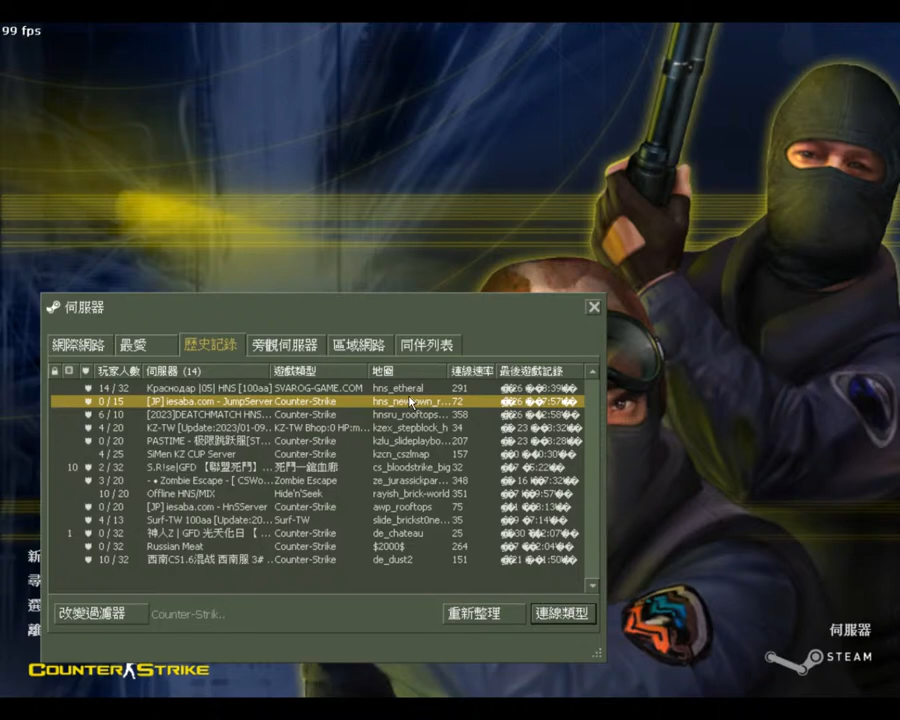 99 fps
伺服器
網際網路 最愛 歷史記錄 旁觀伺服器 區域網路 同伴列表
玩家人數 伺服器 (14) 遊戲類型 地圖 連線速率 最後遊戲記錄
14 / 32 Краснодар |05| HNS [100aa] SVAROG-GAME.COM hns_etheral 291
0 / 15 [JP] iesaba.com - JumpServer Counter-Strike 72
6 / 10 [2023]DEATCHMATCH HNS... Counter-Strike hnsru_rooftops... 358
4 / 20 KZ-TW [Update:2023/01-09... KZ-TW Bhop:0 HP:m... kzex_stepblock_h 34
0 / 20 PASTIME - 极限跳跃服[ST... Counter-Strike kzlu_slideplaybo... 207
4 / 25 SiMen KZ CUP Server Counter-Strike kzcn_cszlmap 157
10 2 / 32 S.R!se|GFD 【聯盟死鬥】... 死鬥一鎗血廊 cs_bloodstrike_big 32
3 / 20 - • Zombie Escape - [ CSWo... Zombie Escape ze_jurassicpar... 348
10 / 20 Offline HNS/MIX Hide'n'Seek rayish_brick-world 351
0 / 20 [JP] iesaba.com - HnSServer Counter-Strike awp_rooftops 75
4 / 13 Surf-TW 100aa [Update:20... Surf-TW slide_brickst0ne... 35
1 0 / 32 神人Z | GFD 光天化日 【 ... Counter-Strike de_chateau 25
0 / 32 Russian Meat Counter-Strike $2000$ 264
10 / 32 西南CS1.6混战 西南服 3# ... Counter-Strike de_dust2 151
改變過濾器 Counter-Strik.. 重新整理 連線類型
新
尋
選
離
伺服器
COUNTER STRIKE
STEAM